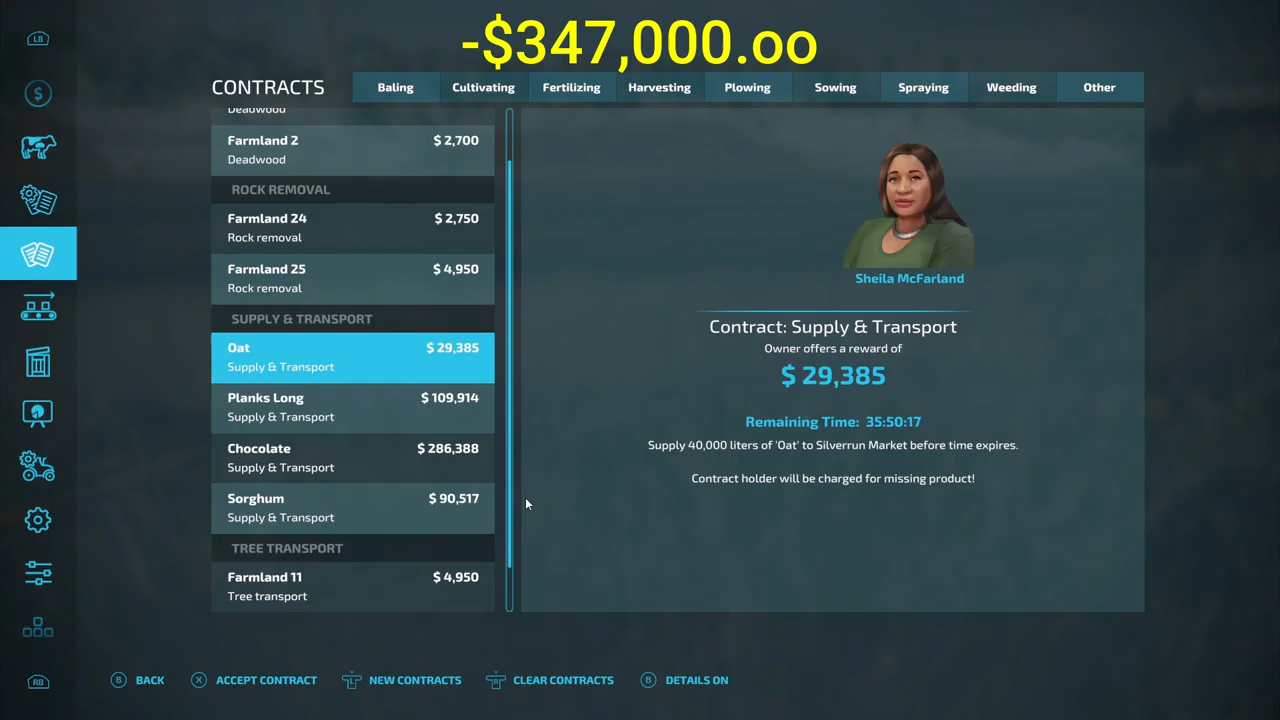 -$347,000.oo
LB
CONTRACTS
Baling
Cultivating
Fertilizing
Harvesting
Plowing
Sowing
Spraying
Weeding
Other
Deadwood
Farmland 2
$ 2,700
Deadwood
ROCK REMOVAL
Farmland 24
$ 2,750
Rock removal
Farmland 25
$ 4,950
Rock removal
SUPPLY & TRANSPORT
Oat
$ 29,385
Supply & Transport
Planks Long
$ 109,914
Supply & Transport
Chocolate
$ 286,388
Supply & Transport
Sorghum
$ 90,517
Supply & Transport
TREE TRANSPORT
Farmland 11
$ 4,950
Tree transport
Sheila McFarland
Contract: Supply & Transport
Owner offers a reward of
$ 29,385
Remaining Time: 35:50:17
Supply 40,000 liters of 'Oat' to Silverrun Market before time expires.
Contract holder will be charged for missing product!
RB
B BACK
X ACCEPT CONTRACT
L NEW CONTRACTS
R CLEAR CONTRACTS
B DETAILS ON